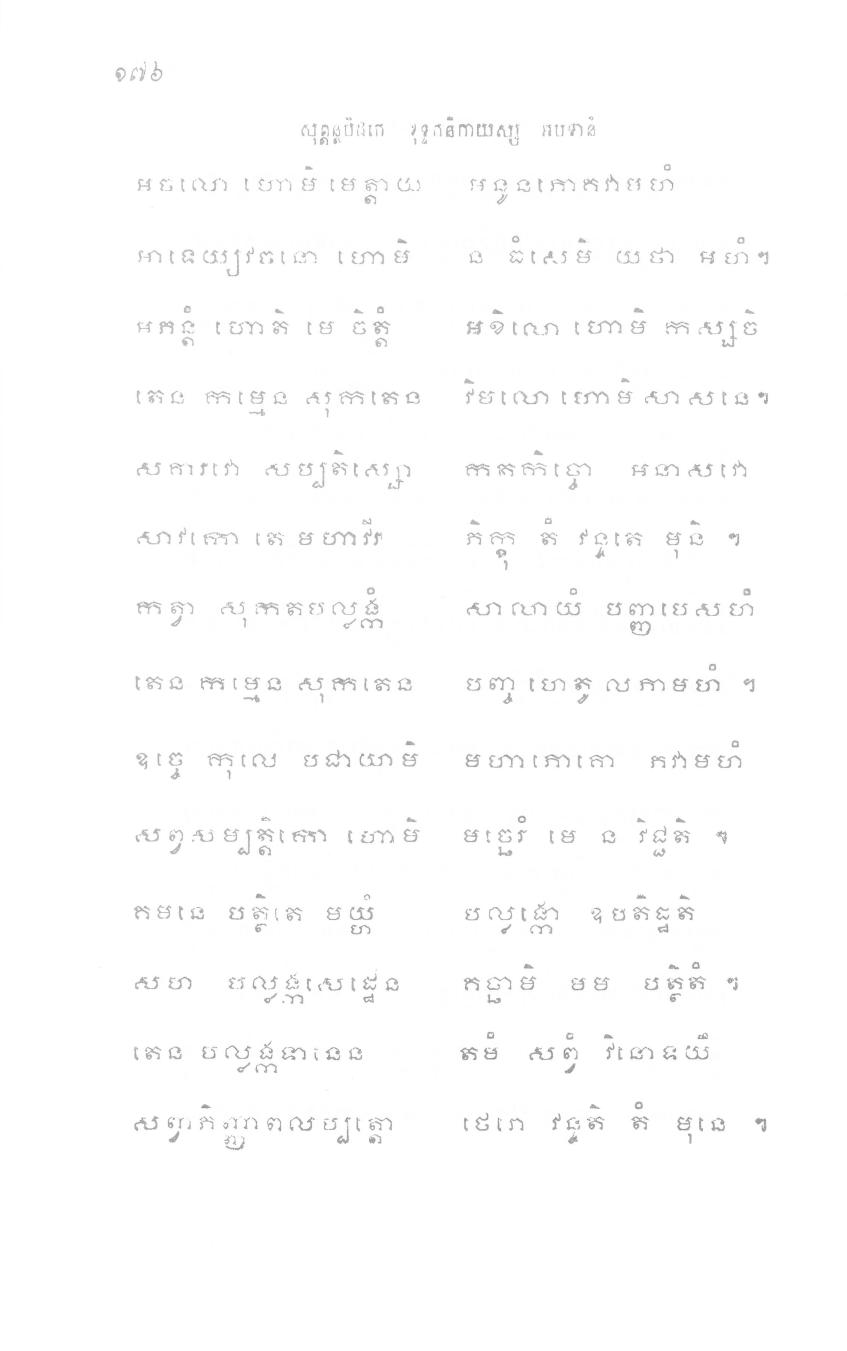 ១៧៦
សុត្តន្តបិដកេ ខុទ្ទកនិកាយស្ស អបទានំ
អចលោ ហោមិ មេត្តាយ អនូនភោគវាមហំ
អាទេយ្យវចនោ ហោមិ ន ធំសេមិ យថា អហំ។
អភន្តំ ហោតិ មេ ចិត្តំ អខិលោ ហោមិ កស្សចិ
តេន កម្មេន សុកតេន វិមលោ ហោមិ សាសនេ។
សគារវោ សប្បតិស្សោ កតកិច្ចោ អនាសវោ
សាវកោ តេ មហាវីរ ភិក្ខុ តំ វន្ទតេ មុនិ ។
កត្វា សុកតបល្លង្កំ សាលាយំ បញ្ញបេសហំ
តេន កម្មេន សុកតេន បញ្ច ហេតូ លភាមហំ ។
ឧច្ចេ កុលេ បជាយាមិ មហាភោគោ ភវាមហំ
សព្វសម្បត្តិកោ ហោមិ មច្ឆេរំ មេ ន វិជ្ជតិ ។
គមនេ បត្ថិតេ មយ្ហំ បល្លង្កោ ឧបតិដ្ឋតិ
សហ បល្លង្កសេដ្ឋេន គច្ឆាមិ មម បត្ថិតំ ។
តេន បល្លង្កទានេន តមំ សព្វំ វិនោទយឹ
សព្វាភិញ្ញាពលប្បត្តោ ថេរោ វន្ទតិ តំ មុនេ ។